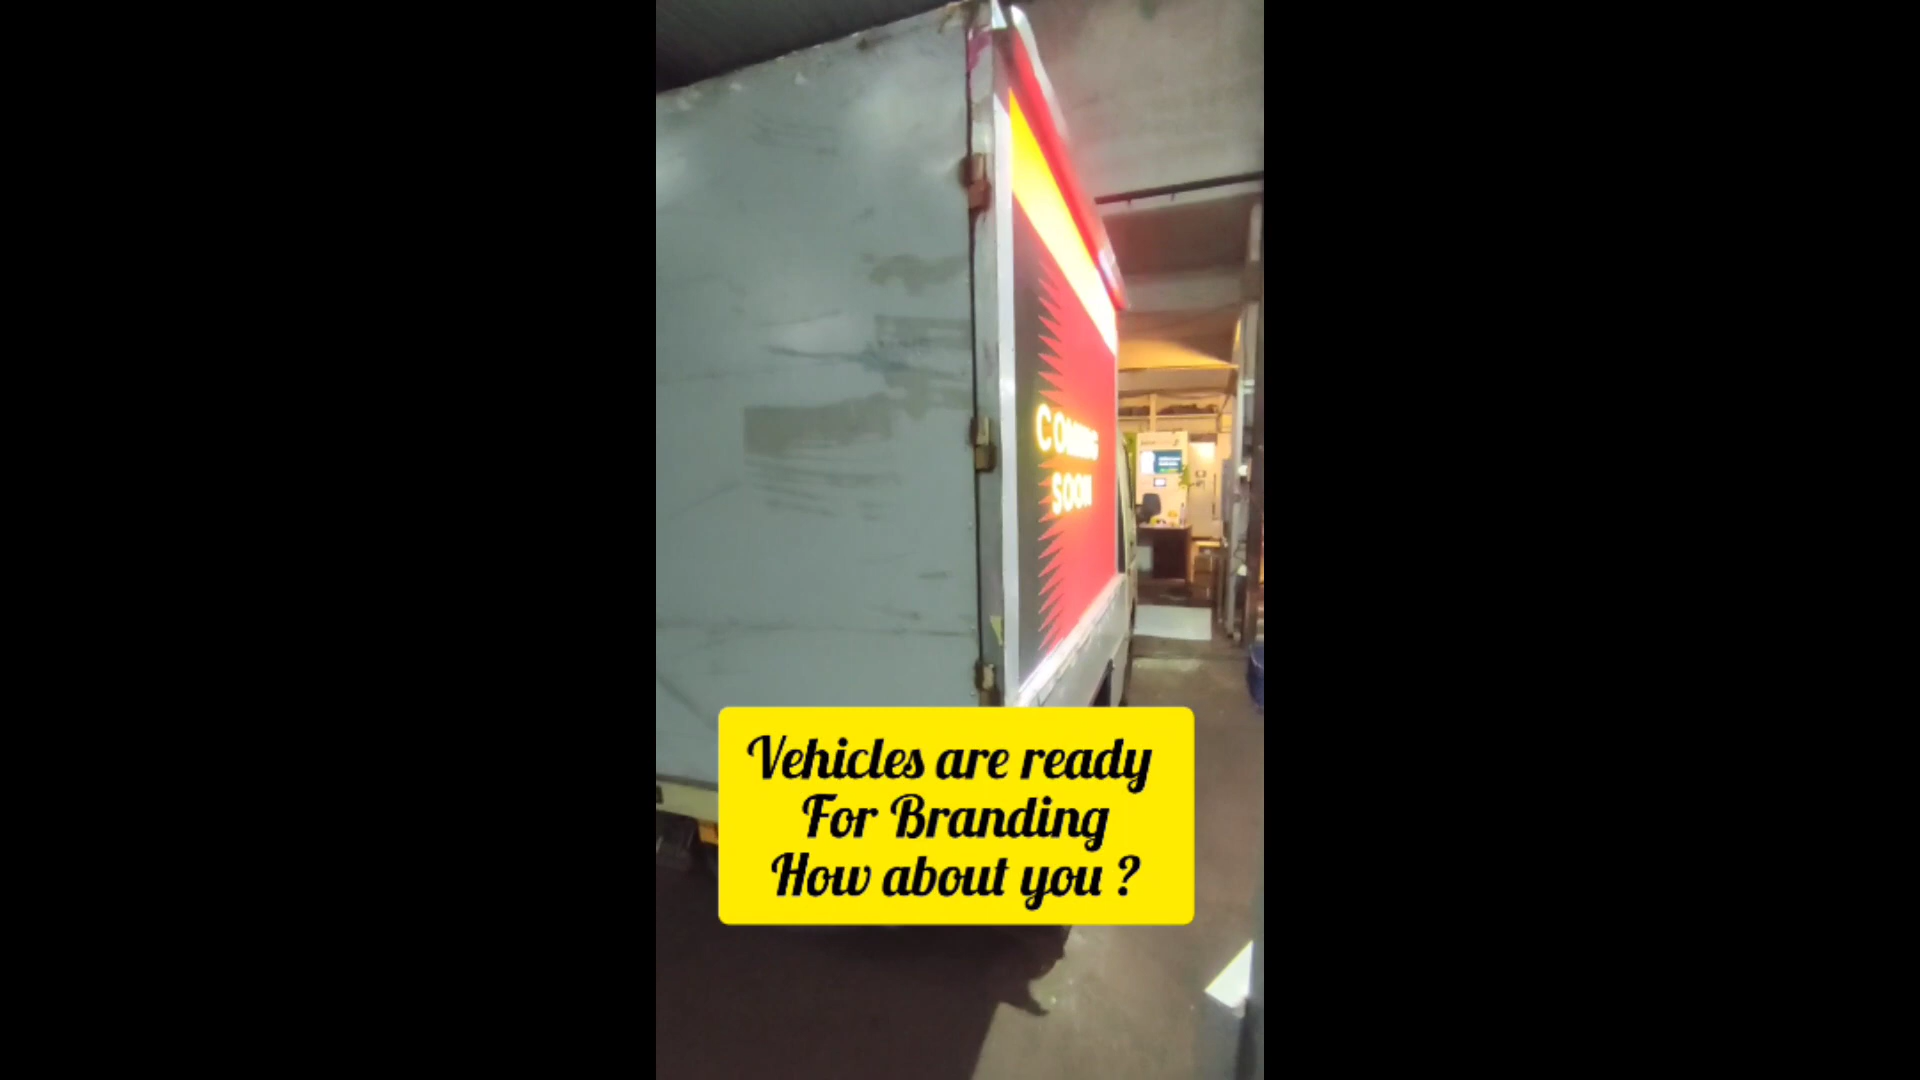 COMING
SOON
Vehicles are ready
For Branding
How about you ?